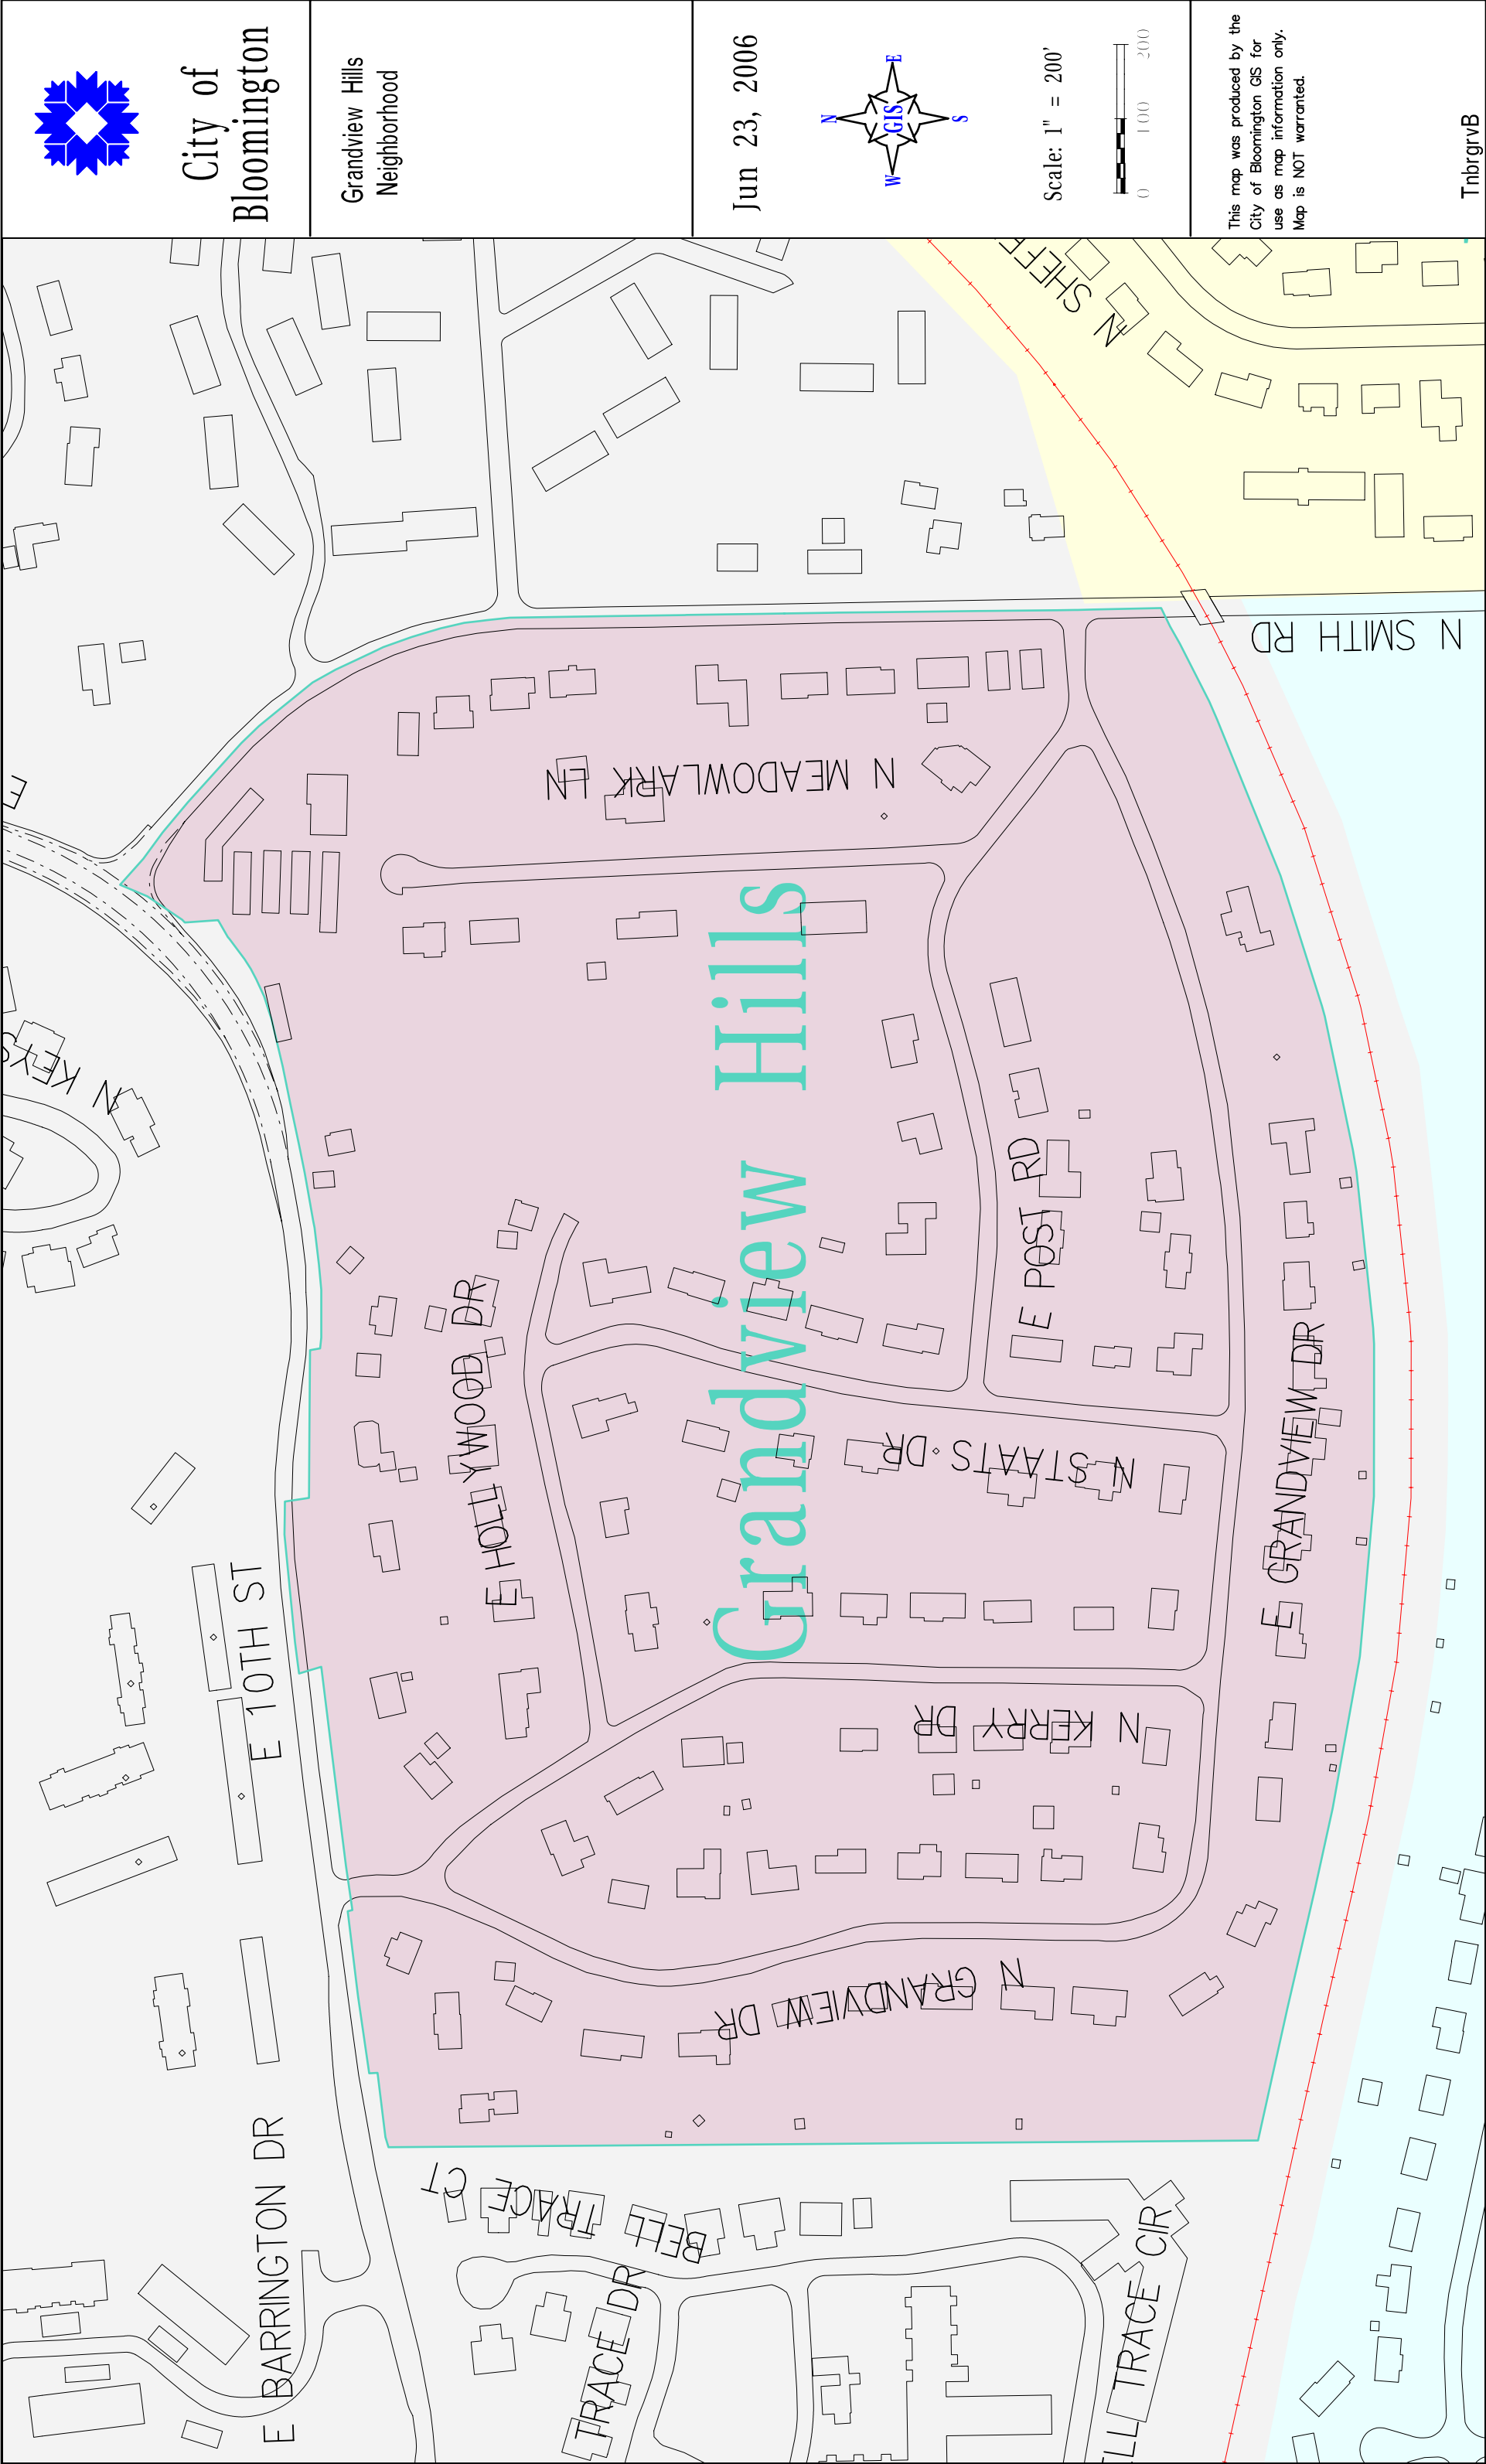 City of
Bloomington
Grandview Hills
Neighborhood
Jun 23, 2006
N
W
GIS
E
S
Scale: 1" = 200'
0 100 200
This map was produced by the
City of Bloomington GIS for
use as map information only.
Map is NOT warranted.
TnbrgrvB
N SHEFF
N SMITH RD
N MEADOWLARK LN
N KEYS
E
Grandview Hills
E POST RD
E HOLLYWOOD DR
N STAATS DR
E GRANDVIEW DR
E 10TH ST
N KERRY DR
N GRANDVIEW DR
E BARRINGTON DR
BELL TRACE CT
TRACE DR
ELL TRACE CIR